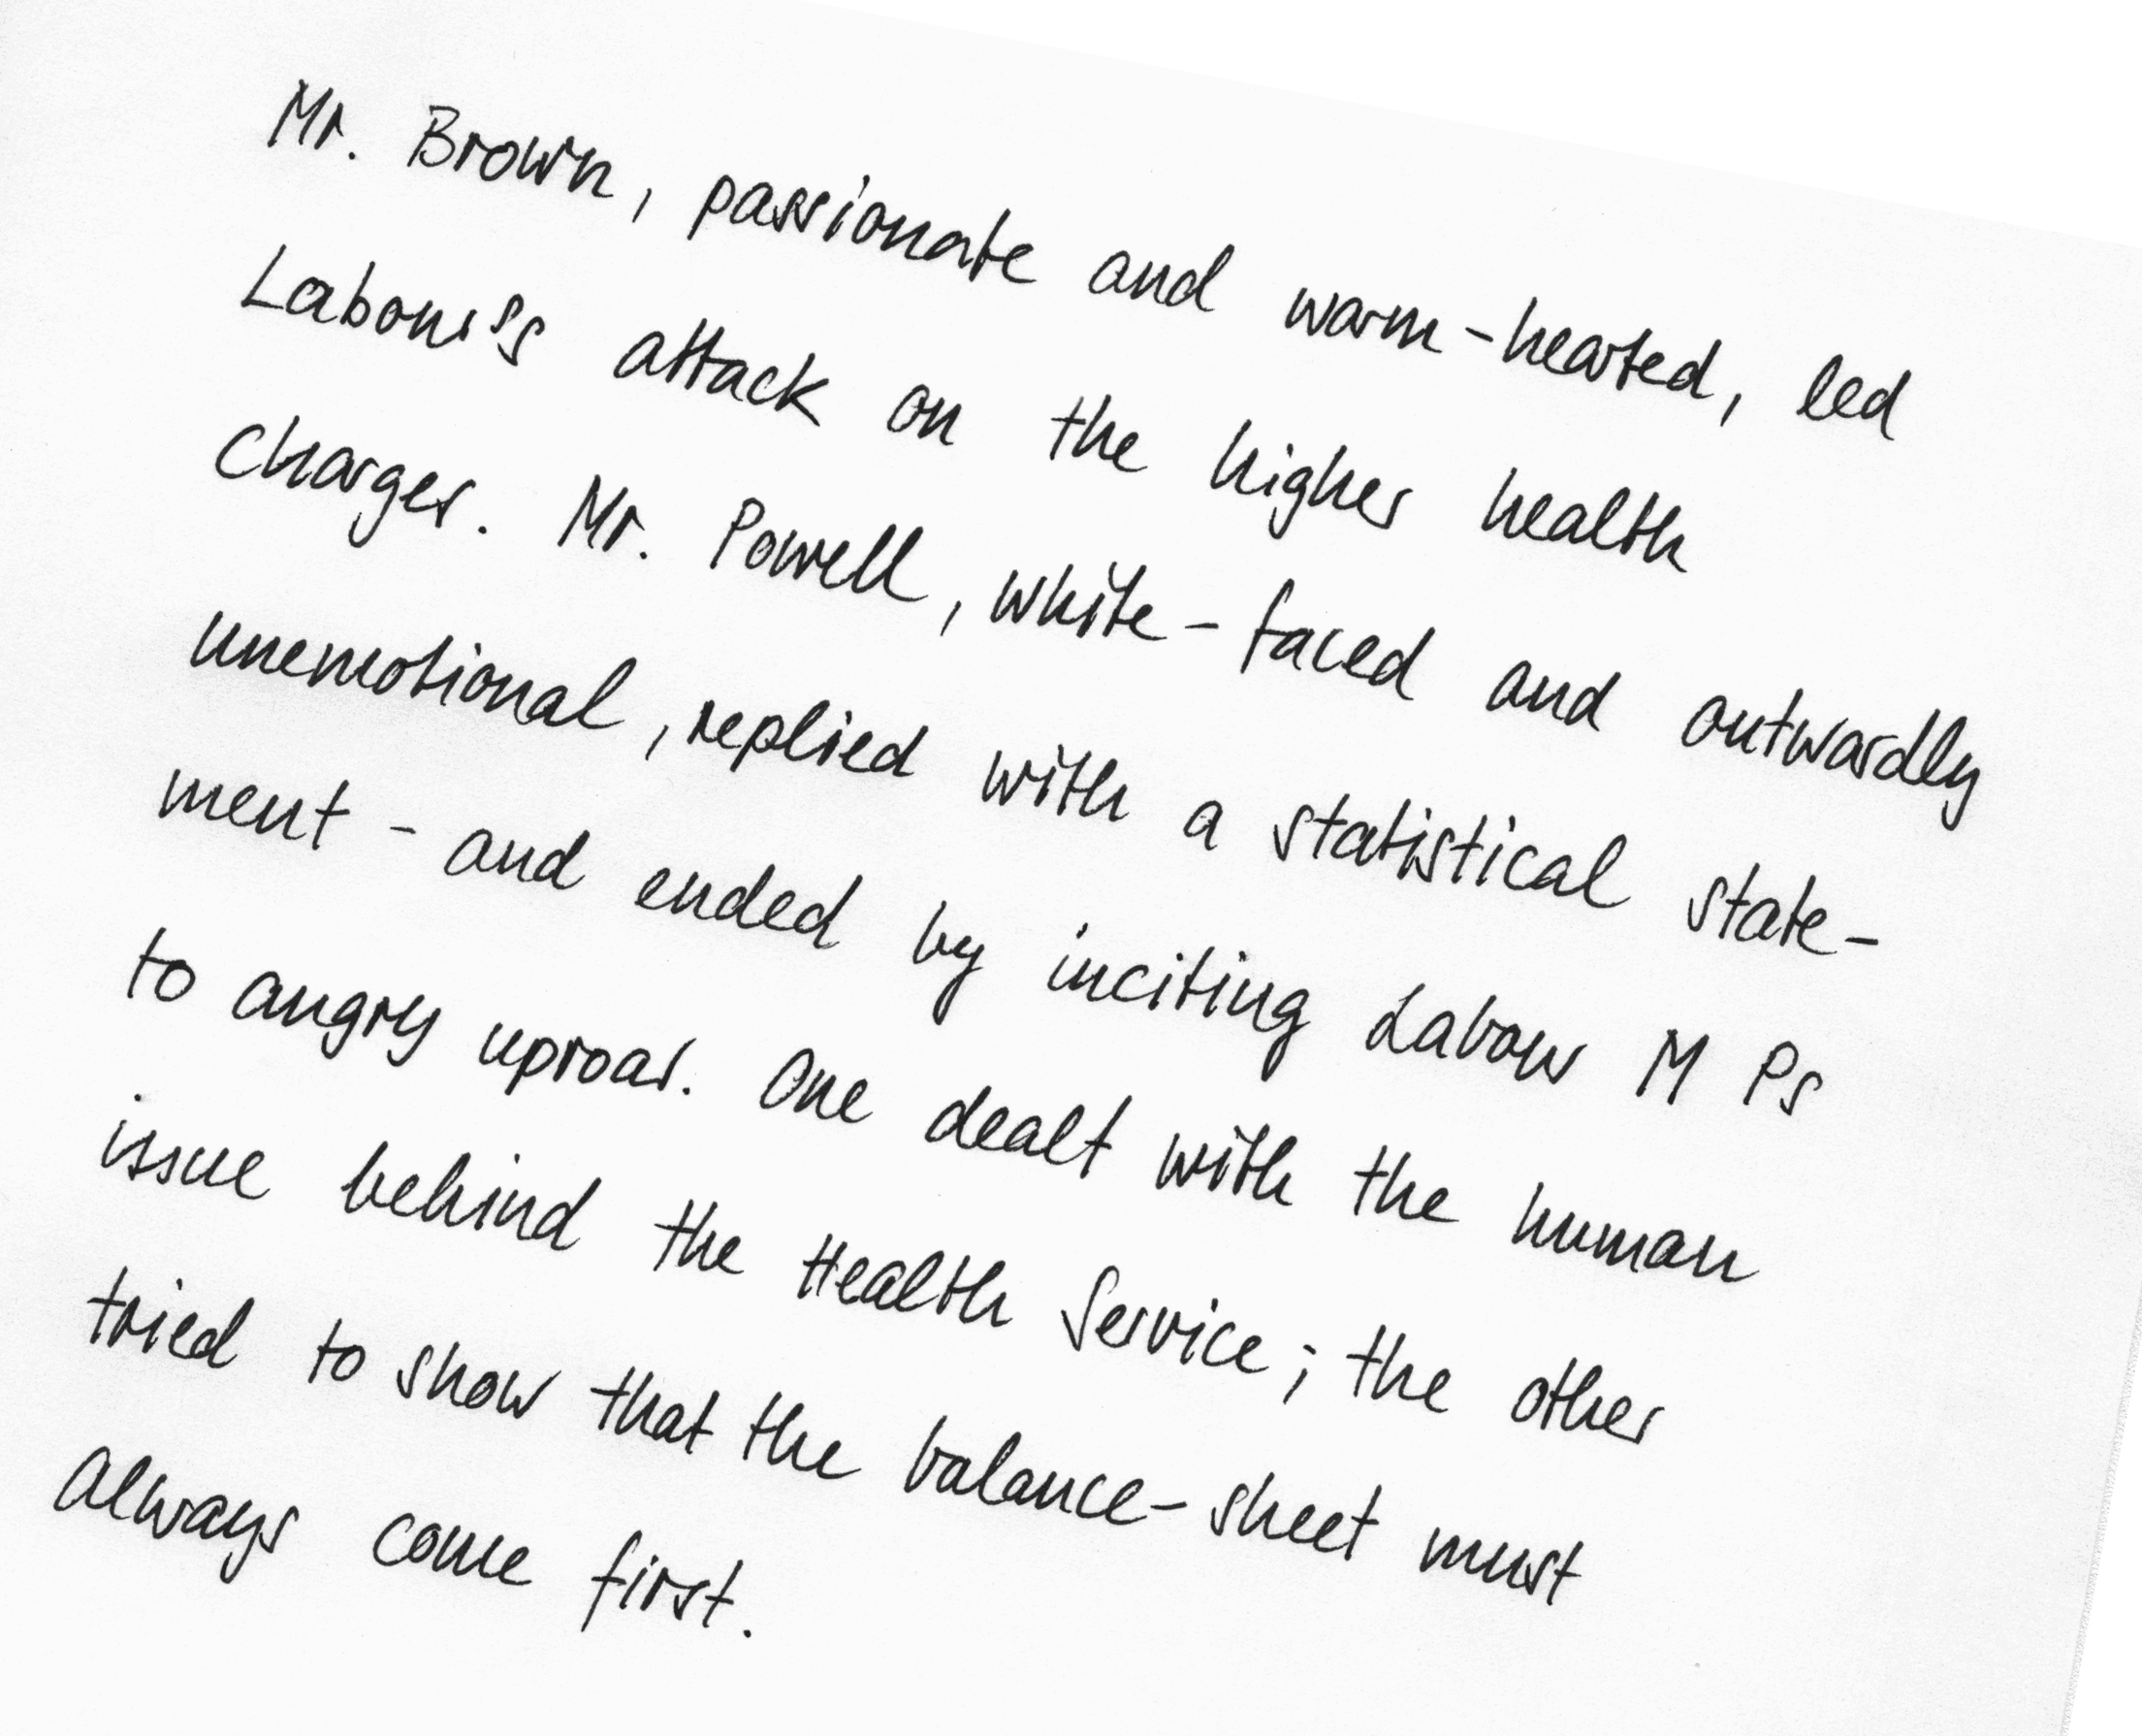 Mr. Brown, passionate and warm-hearted, led
Labour's attack on the higher health
charges. Mr. Powell, white-faced and outwardly
unemotional, replied with a statistical state-
ment - and ended by inciting Labour M Ps
to angry uproar. One dealt with the human
issue behind the Health Service; the other
tried to show that the balance-sheet must
always come first.